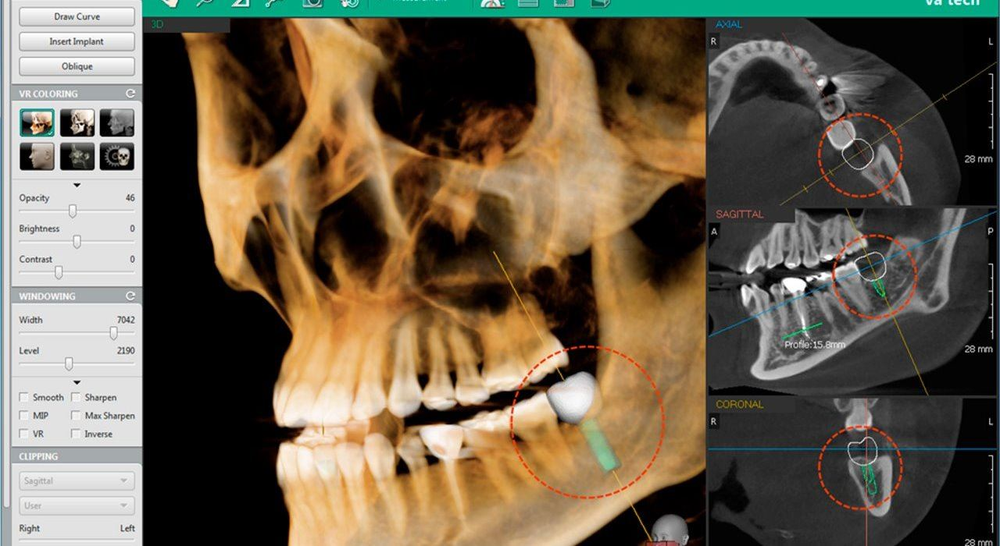 Draw Curve
Insert Implant
Oblique
VR COLORING
Opacity 46
Brightness 0
Contrast 0
WINDOWING
Width 7042
Level 2190
Smooth Sharpen
MIP Max Sharpen
VR Inverse
CLIPPING
Sagittal
User
Right Left
3D
AXIAL
R L
28 mm
SAGITTAL
A P
Profile:15.8mm
28 mm
CORONAL
R L
28 mm